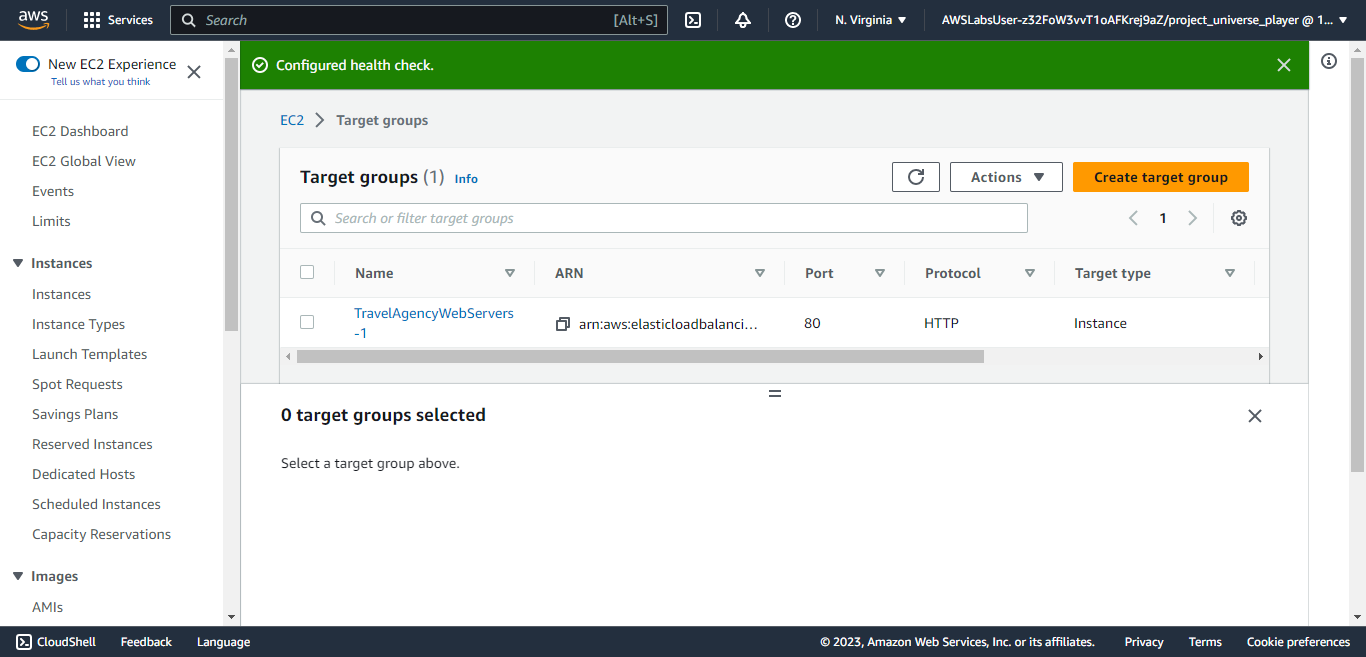 aws
Services
Search
[Alt+S]
N. Virginia
AWSLabsUser-z32FoW3vvT1oAFKrej9aZ/project_universe_player @ 1...
New EC2 Experience
Tell us what you think
EC2 Dashboard
EC2 Global View
Events
Limits
Instances
Instances
Instance Types
Launch Templates
Spot Requests
Savings Plans
Reserved Instances
Dedicated Hosts
Scheduled Instances
Capacity Reservations
Images
AMIs
Configured health check.
EC2 > Target groups
Target groups (1) Info
Actions
Create target group
Search or filter target groups
1
Name ARN Port Protocol Target type
TravelAgencyWebServers
-1
arn:aws:elasticloadbalanci...
80
HTTP
Instance
0 target groups selected
Select a target group above.
CloudShell Feedback Language
© 2023, Amazon Web Services, Inc. or its affiliates. Privacy Terms Cookie preferences